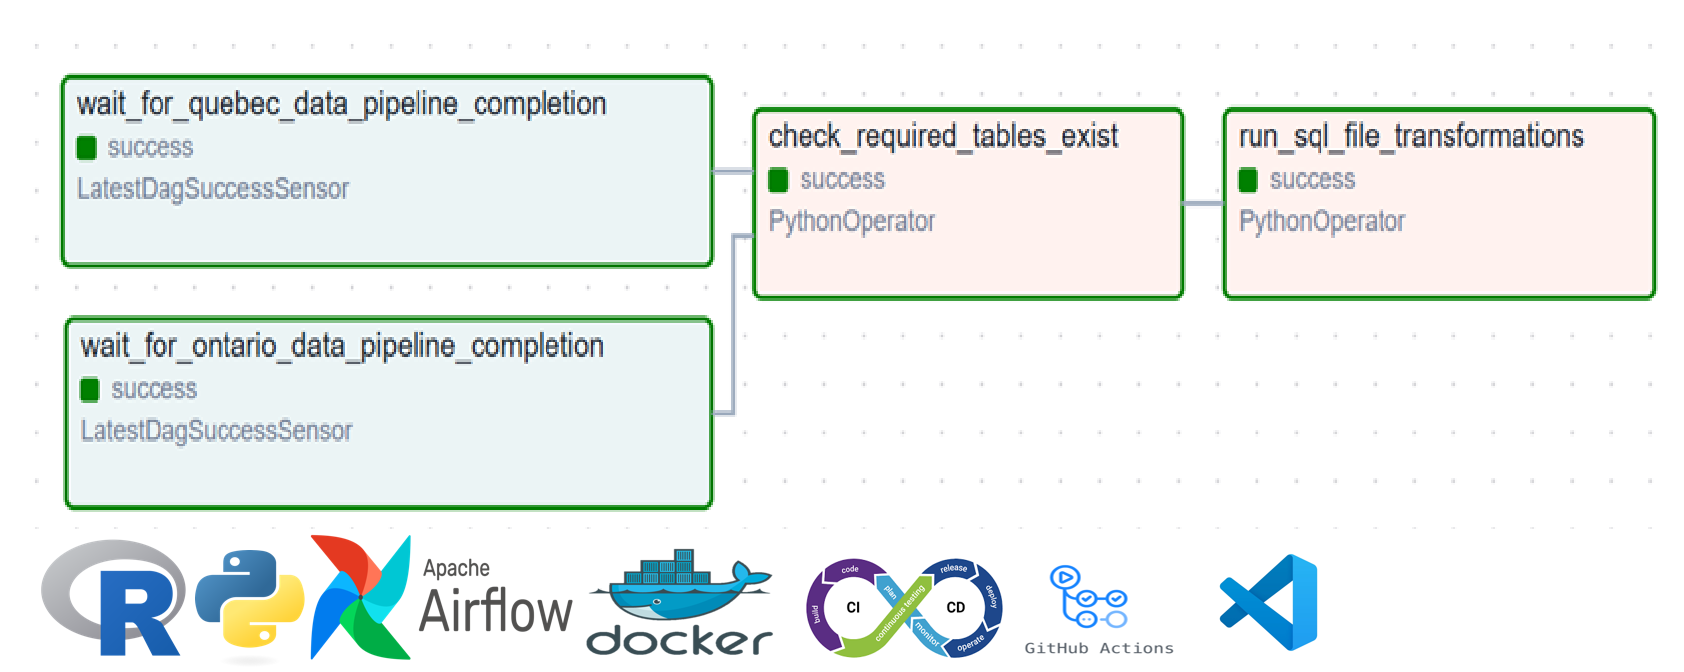 wait_for_quebec_data_pipeline_completion
success
LatestDagSuccessSensor
check_required_tables_exist
success
PythonOperator
run_sql_file_transformations
success
PythonOperator
wait_for_ontario_data_pipeline_completion
success
LatestDagSuccessSensor
R
Apache
Airflow
docker
code
build
CI
plan
continuous testing
release
deploy
CD
monitor
operate
GitHub Actions